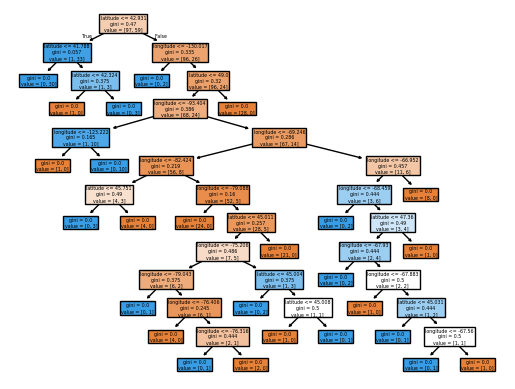 latitude <= 42.931
gini = 0.47
value = [97, 59]
True
False
latitude <= 41.788
gini = 0.057
value = [1, 33]
longitude <= -130.017
gini = 0.335
value = [96, 26]
gini = 0.0
value = [0, 30]
latitude <= 42.324
gini = 0.375
value = [1, 3]
gini = 0.0
value = [0, 2]
latitude <= 49.0
gini = 0.32
value = [96, 24]
gini = 0.0
value = [1, 0]
gini = 0.0
value = [0, 3]
longitude <= -93.404
gini = 0.386
value = [68, 24]
gini = 0.0
value = [28, 0]
longitude <= -123.222
gini = 0.165
value = [1, 10]
longitude <= -69.246
gini = 0.286
value = [67, 14]
gini = 0.0
value = [1, 0]
gini = 0.0
value = [0, 10]
longitude <= -82.424
gini = 0.219
value = [56, 8]
longitude <= -66.952
gini = 0.457
value = [11, 6]
latitude <= 45.751
gini = 0.49
value = [4, 3]
longitude <= -79.088
gini = 0.16
value = [52, 5]
longitude <= -68.459
gini = 0.444
value = [3, 6]
gini = 0.0
value = [8, 0]
gini = 0.0
value = [0, 3]
gini = 0.0
value = [4, 0]
gini = 0.0
value = [24, 0]
latitude <= 45.011
gini = 0.257
value = [28, 5]
gini = 0.0
value = [0, 2]
latitude <= 47.36
gini = 0.49
value = [3, 4]
longitude <= -75.206
gini = 0.486
value = [7, 5]
gini = 0.0
value = [21, 0]
longitude <= -67.93
gini = 0.444
value = [2, 4]
gini = 0.0
value = [1, 0]
longitude <= -79.043
gini = 0.375
value = [6, 2]
latitude <= 45.004
gini = 0.375
value = [1, 3]
gini = 0.0
value = [0, 2]
longitude <= -67.883
gini = 0.5
value = [2, 2]
gini = 0.0
value = [0, 1]
longitude <= -76.406
gini = 0.245
value = [6, 1]
gini = 0.0
value = [0, 2]
latitude <= 45.008
gini = 0.5
value = [1, 1]
gini = 0.0
value = [1, 0]
latitude <= 45.031
gini = 0.444
value = [1, 2]
gini = 0.0
value = [4, 0]
longitude <= -76.316
gini = 0.444
value = [2, 1]
gini = 0.0
value = [1, 0]
gini = 0.0
value = [0, 1]
gini = 0.0
value = [0, 1]
longitude <= -67.56
gini = 0.5
value = [1, 1]
gini = 0.0
value = [0, 1]
gini = 0.0
value = [2, 0]
gini = 0.0
value = [0, 1]
gini = 0.0
value = [1, 0]